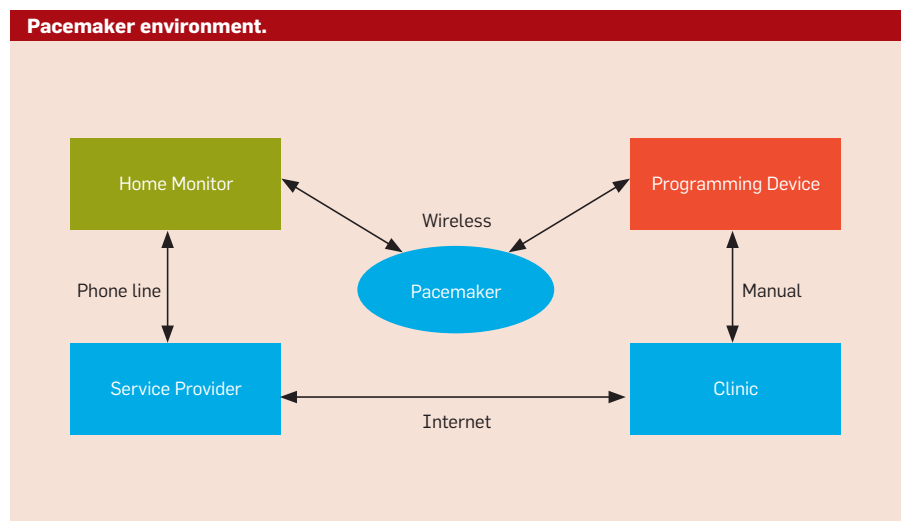 Pacemaker environment.
Home Monitor
Programming Device
Wireless
Pacemaker
Phone line
Manual
Service Provider
Clinic
Internet